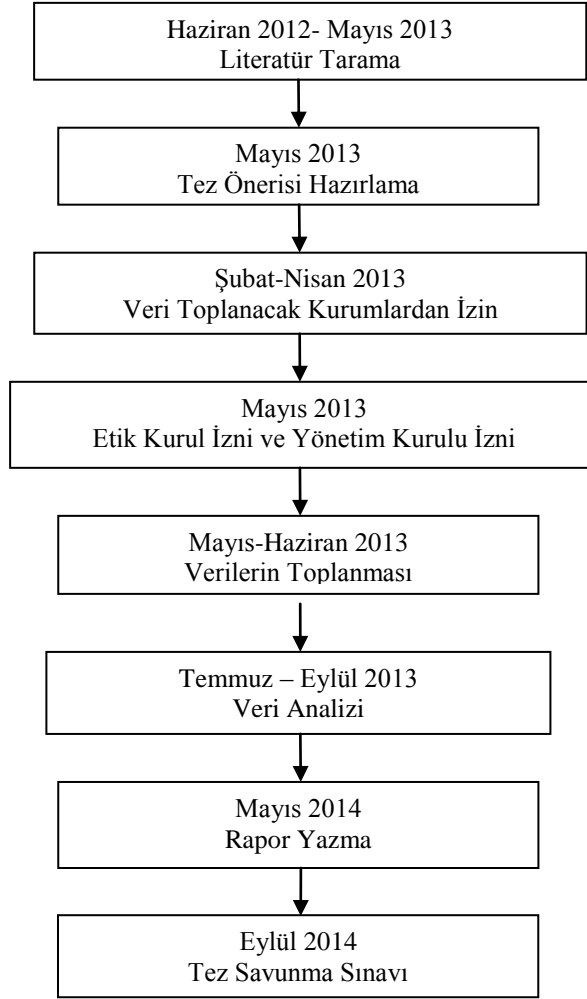 Haziran 2012- Mayıs 2013
Literatür Tarama
Mayıs 2013
Tez Önerisi Hazırlama
Şubat-Nisan 2013
Veri Toplanacak Kurumlardan İzin
Mayıs 2013
Etik Kurul İzni ve Yönetim Kurulu İzni
Mayıs-Haziran 2013
Verilerin Toplanması
Temmuz – Eylül 2013
Veri Analizi
Mayıs 2014
Rapor Yazma
Eylül 2014
Tez Savunma Sınavı